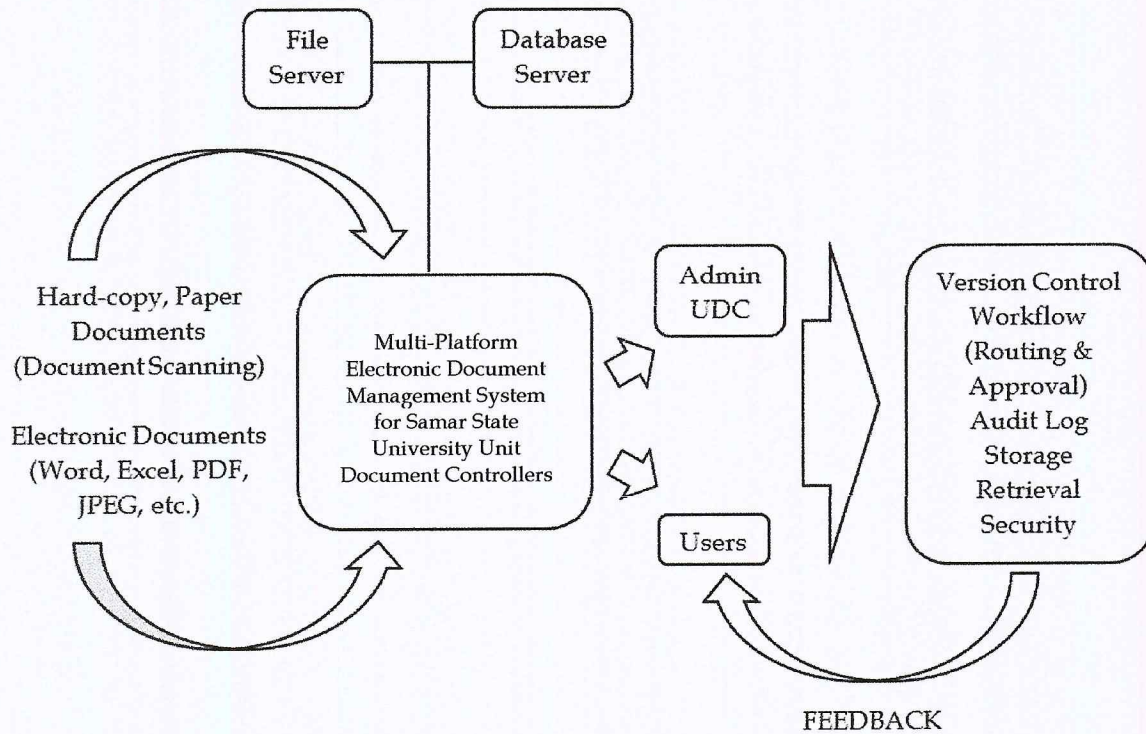 File
Server
Database
Server
Hard-copy, Paper
Documents
(Document Scanning)
Electronic Documents
(Word, Excel, PDF,
JPEG, etc.)
Multi-Platform
Electronic Document
Management System
for Samar State
University Unit
Document Controllers
Admin
UDC
Users
Version Control
Workflow
(Routing &
Approval)
Audit Log
Storage
Retrieval
Security
FEEDBACK